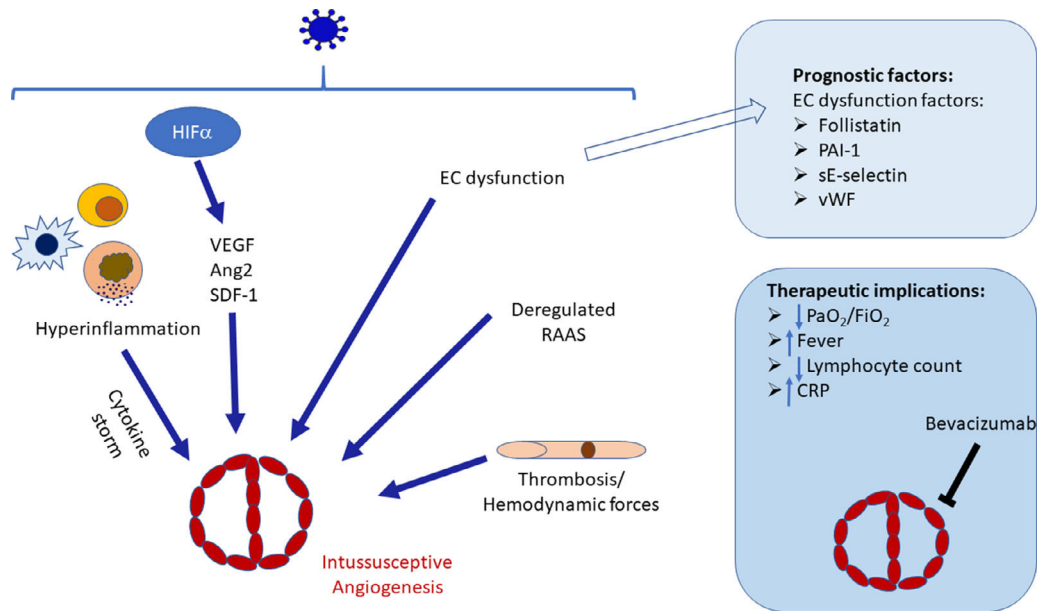 HIFα
VEGF
Ang2
SDF-1
Hyperinflammation
Cytokine
storm
EC dysfunction
Deregulated
RAAS
Thrombosis/
Hemodynamic forces
Intussusceptive
Angiogenesis
Prognostic factors:
EC dysfunction factors:
➢ Follistatin
➢ PAI-1
➢ sE-selectin
➢ vWF
Therapeutic implications:
➢ ↓ PaO₂/FiO₂
➢ ↑ Fever
➢ ↓ Lymphocyte count
➢ ↑ CRP
Bevacizumab